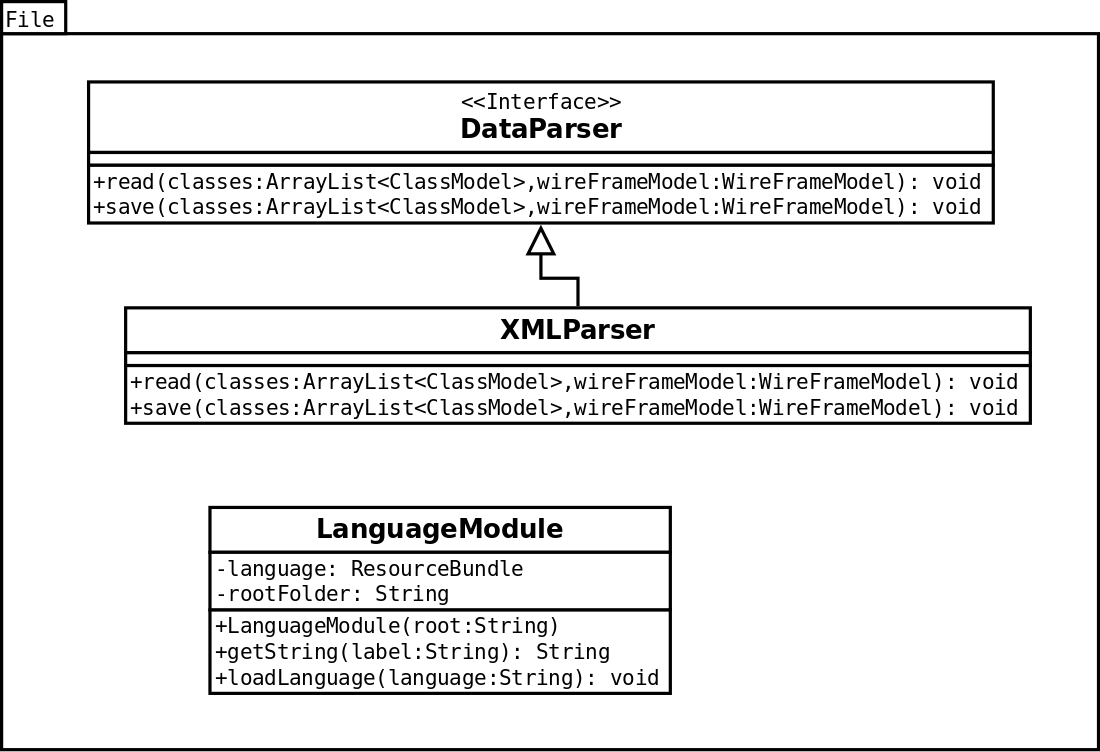 File
<<Interface>>
DataParser
+read(classes:ArrayList<ClassModel>,wireFrameModel:WireFrameModel): void
+save(classes:ArrayList<ClassModel>,wireFrameModel:WireFrameModel): void
XMLParser
+read(classes:ArrayList<ClassModel>,wireFrameModel:WireFrameModel): void
+save(classes:ArrayList<ClassModel>,wireFrameModel:WireFrameModel): void
LanguageModule
-language: ResourceBundle
-rootFolder: String
+LanguageModule(root:String)
+getString(label:String): String
+loadLanguage(language:String): void